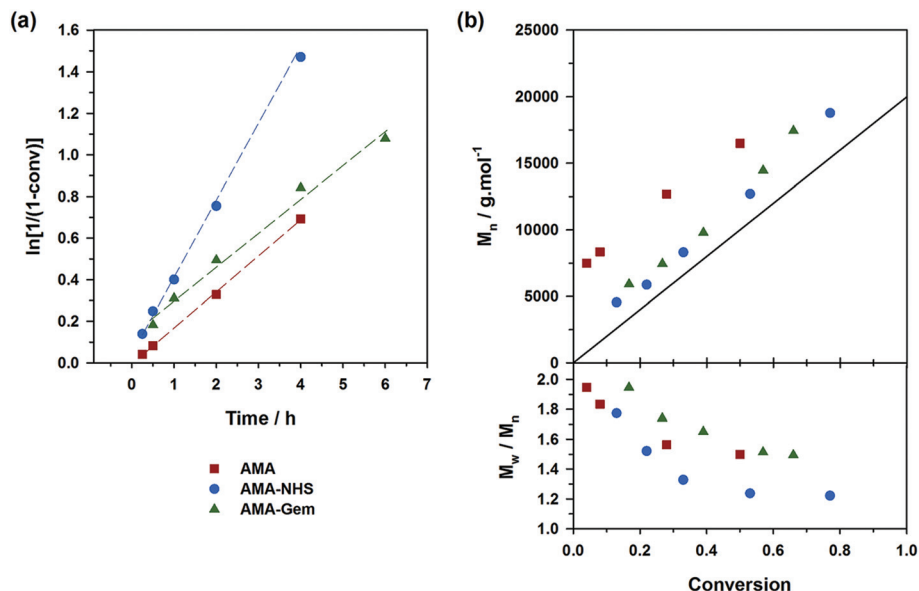 (a)
ln[1/(1-conv)]
1.6
1.4
1.2
1.0
0.8
0.6
0.4
0.2
0.0
0 1 2 3 4 5 6 7
Time / h
AMA
AMA-NHS
AMA-Gem
(b)
Mn / g.mol-1
25000
20000
15000
10000
5000
0
Mw / Mn
2.0
1.8
1.6
1.4
1.2
1.0
0.0 0.2 0.4 0.6 0.8 1.0
Conversion